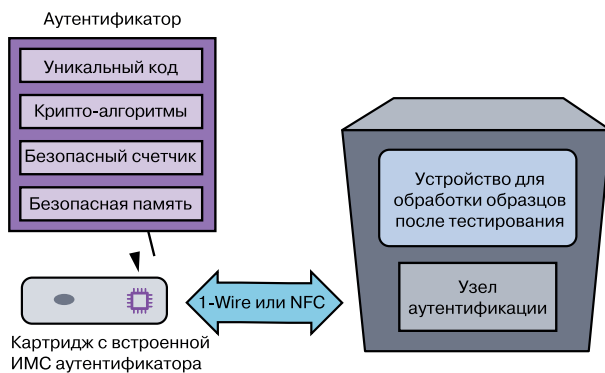 Аутентификатор
Уникальный код
Крипто-алгоритмы
Безопасный счетчик
Безопасная память
Устройство для
обработки образцов
после тестирования
Узел
аутентификации
1-Wire или NFC
Картридж с встроенной
ИМС аутентификатора